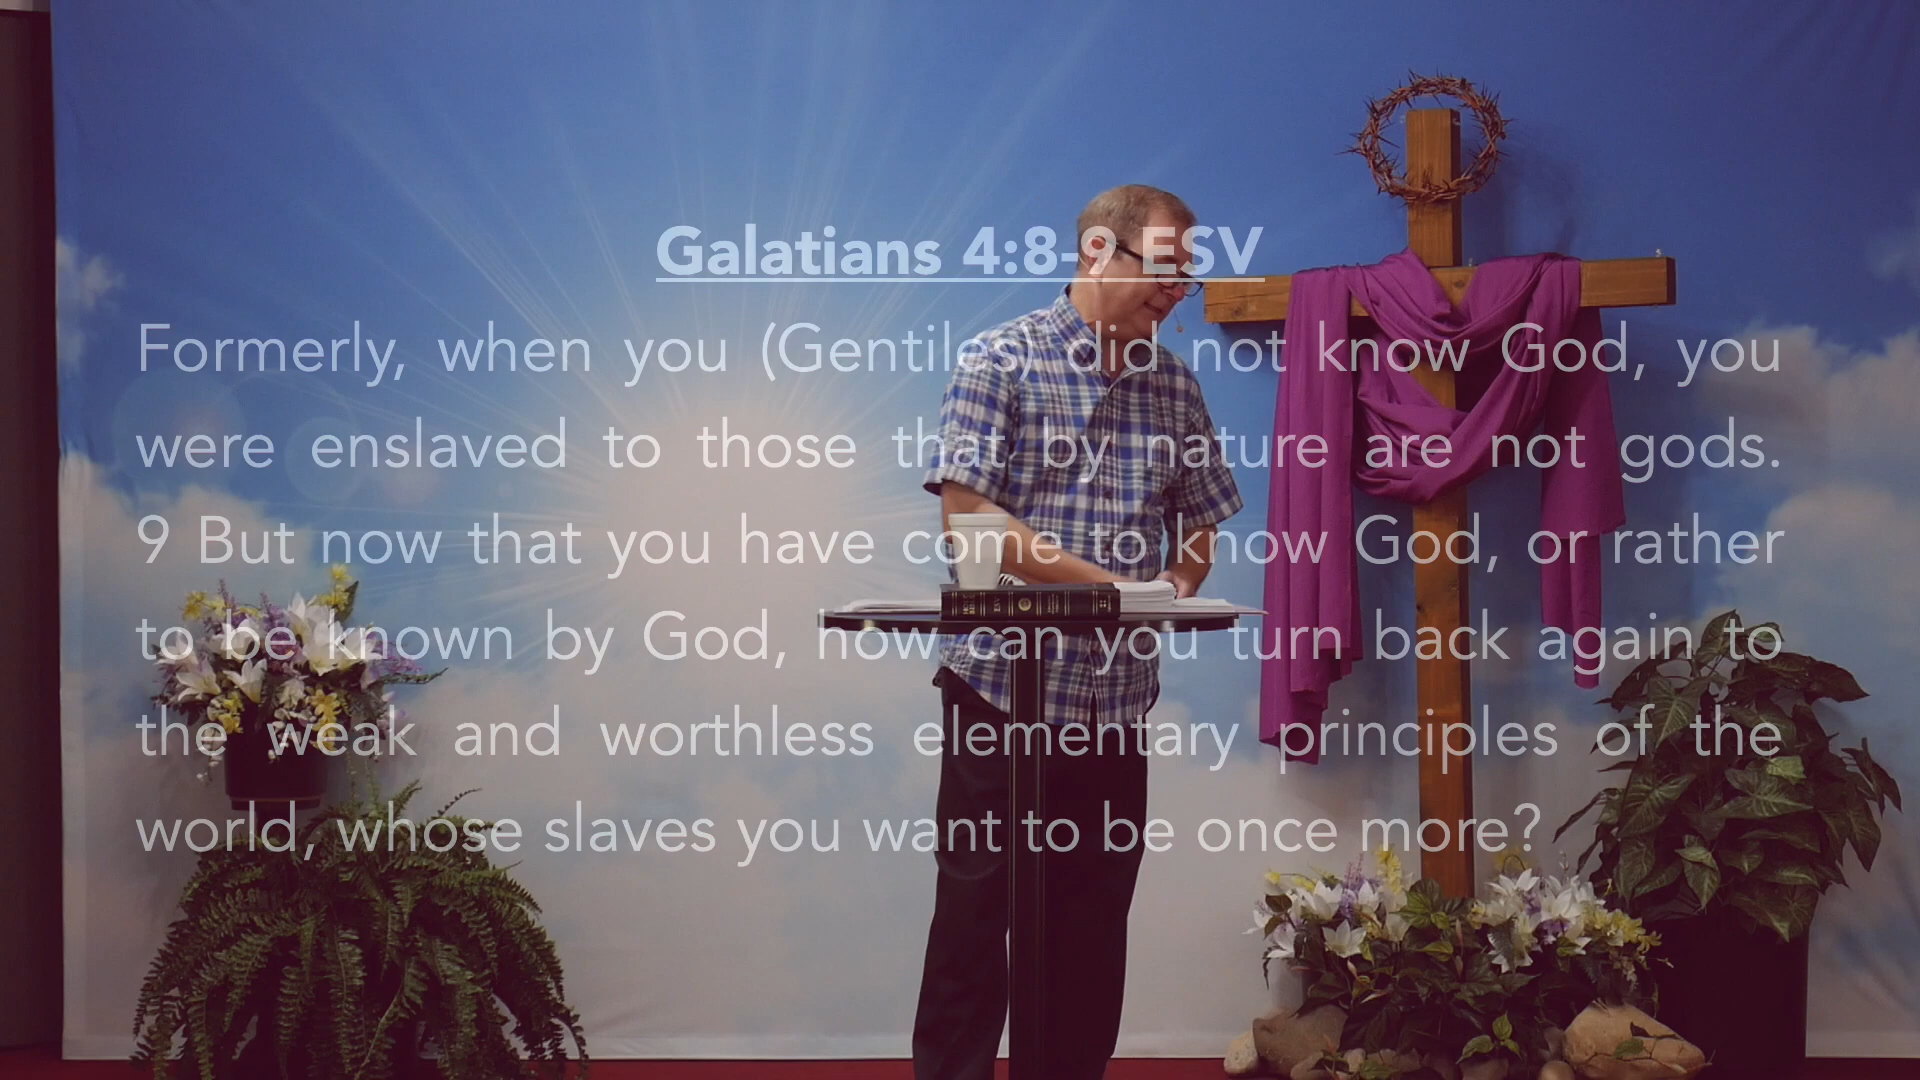 Galatians 4:8-9 ESV
Formerly, when you (Gentiles) did not know God, you
were enslaved to those that by nature are not gods.
9 But now that you have come to know God, or rather
to be known by God, how can you turn back again to
the weak and worthless elementary principles of the
world, whose slaves you want to be once more?